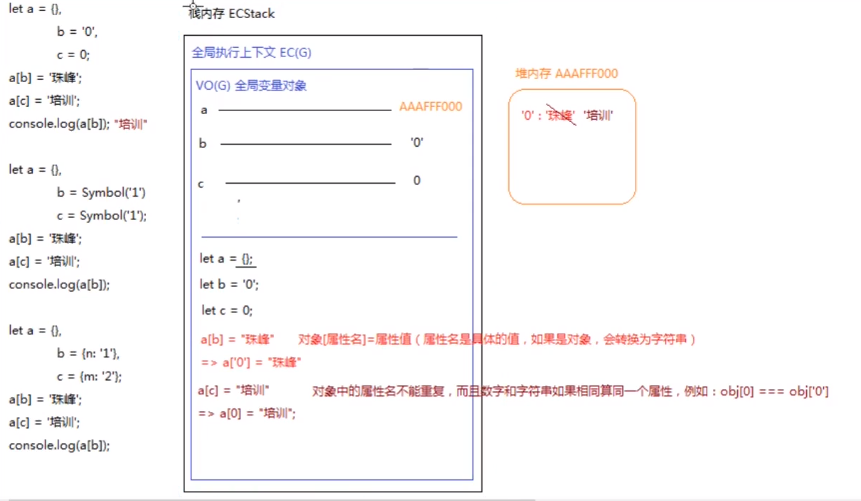 let a = {},
b = '0',
c = 0;
a[b] = '珠峰';
a[c] = '培训';
console.log(a[b]); "培训"
let a = {},
b = Symbol('1')
c = Symbol('1');
a[b] = '珠峰';
a[c] = '培训';
console.log(a[b]);
let a = {},
b = {n: '1'},
c = {m: '2'};
a[b] = '珠峰';
a[c] = '培训';
console.log(a[b]);
栈内存 ECStack
全局执行上下文 EC(G)
VO(G) 全局变量对象
a AAAFFF000
b '0'
c 0
let a = {};
let b = '0';
let c = 0;
a[b] = "珠峰" 对象[属性名]=属性值（属性名是具体的值，如果是对象，会转换为字符串）
=> a['0'] = "珠峰"
a[c] = "培训" 对象中的属性名不能重复，而且数字和字符串如果相同算同一个属性，例如：obj[0] === obj['0']
=> a[0] = "培训";
堆内存 AAAFFF000
'0'：'珠峰' '培训'